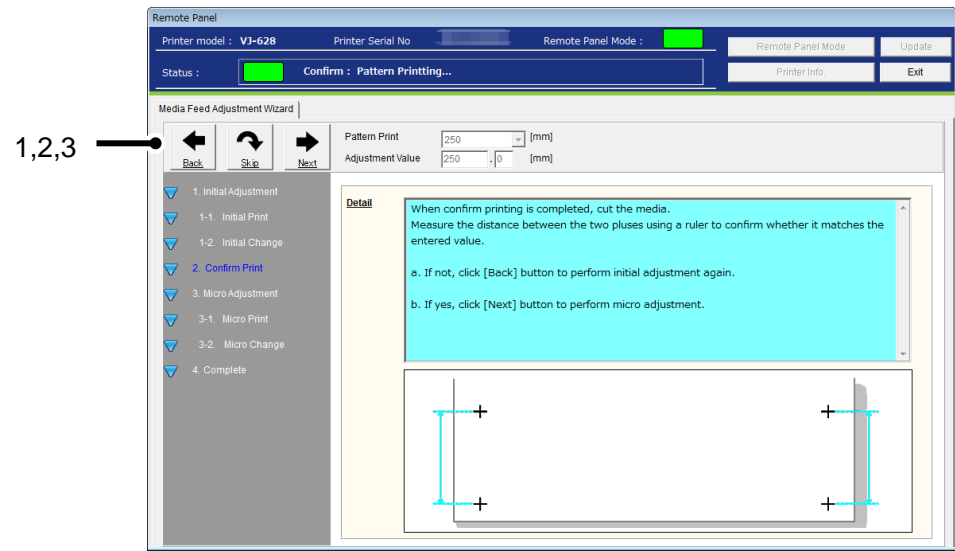 Remote Panel
Printer model : VJ-628 Printer Serial No Remote Panel Mode : Remote Panel Mode Update
Status : Confirm : Pattern Printting... Printer Info. Exit
Media Feed Adjustment Wizard
1,2,3
Back Skip Next
Pattern Print 250 [mm]
Adjustment Value 250 . 0 [mm]
1. Initial Adjustment
1-1. Initial Print
1-2. Initial Change
2. Confirm Print
3. Micro Adjustment
3-1. Micro Print
3-2. Micro Change
4. Complete
Detail
When confirm printing is completed, cut the media.
Measure the distance between the two pluses using a ruler to confirm whether it matches the
entered value.
a. If not, click [Back] button to perform initial adjustment again.
b. If yes, click [Next] button to perform micro adjustment.